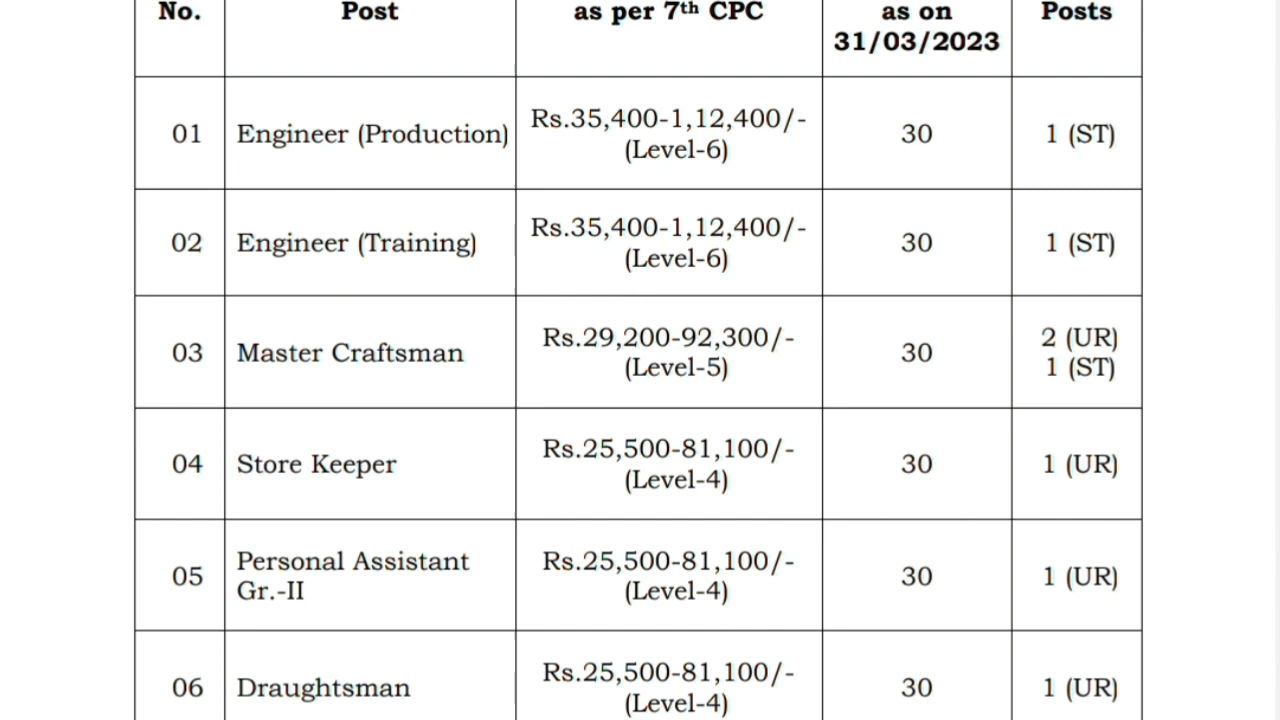 No. Post as per 7th CPC as on Posts
31/03/2023
01 Engineer (Production) Rs.35,400-1,12,400/- 30 1 (ST)
(Level-6)
02 Engineer (Training) Rs.35,400-1,12,400/- 30 1 (ST)
(Level-6)
03 Master Craftsman Rs.29,200-92,300/- 30 2 (UR)
(Level-5) 1 (ST)
04 Store Keeper Rs.25,500-81,100/- 30 1 (UR)
(Level-4)
05 Personal Assistant Rs.25,500-81,100/- 30 1 (UR)
Gr.-II (Level-4)
06 Draughtsman Rs.25,500-81,100/- 30 1 (UR)
(Level-4)